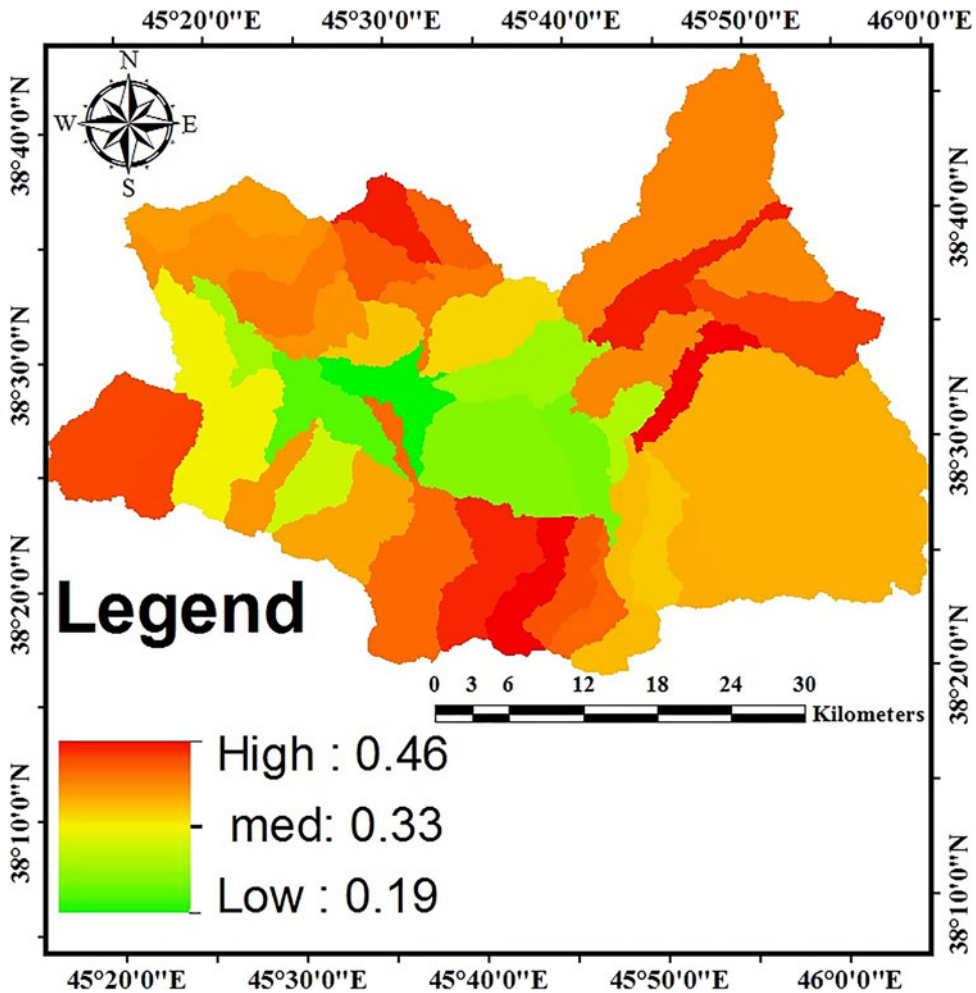 45°20'0"E 45°30'0"E 45°40'0"E 45°50'0"E 46°0'0"E
N
W E
S
38°40'0"N
38°30'0"N
38°20'0"N
38°10'0"N
38°40'0"N
38°30'0"N
38°20'0"N
38°10'0"N
Legend
0 3 6 12 18 24 30
Kilometers
High : 0.46
med: 0.33
Low : 0.19
45°20'0"E 45°30'0"E 45°40'0"E 45°50'0"E 46°0'0"E